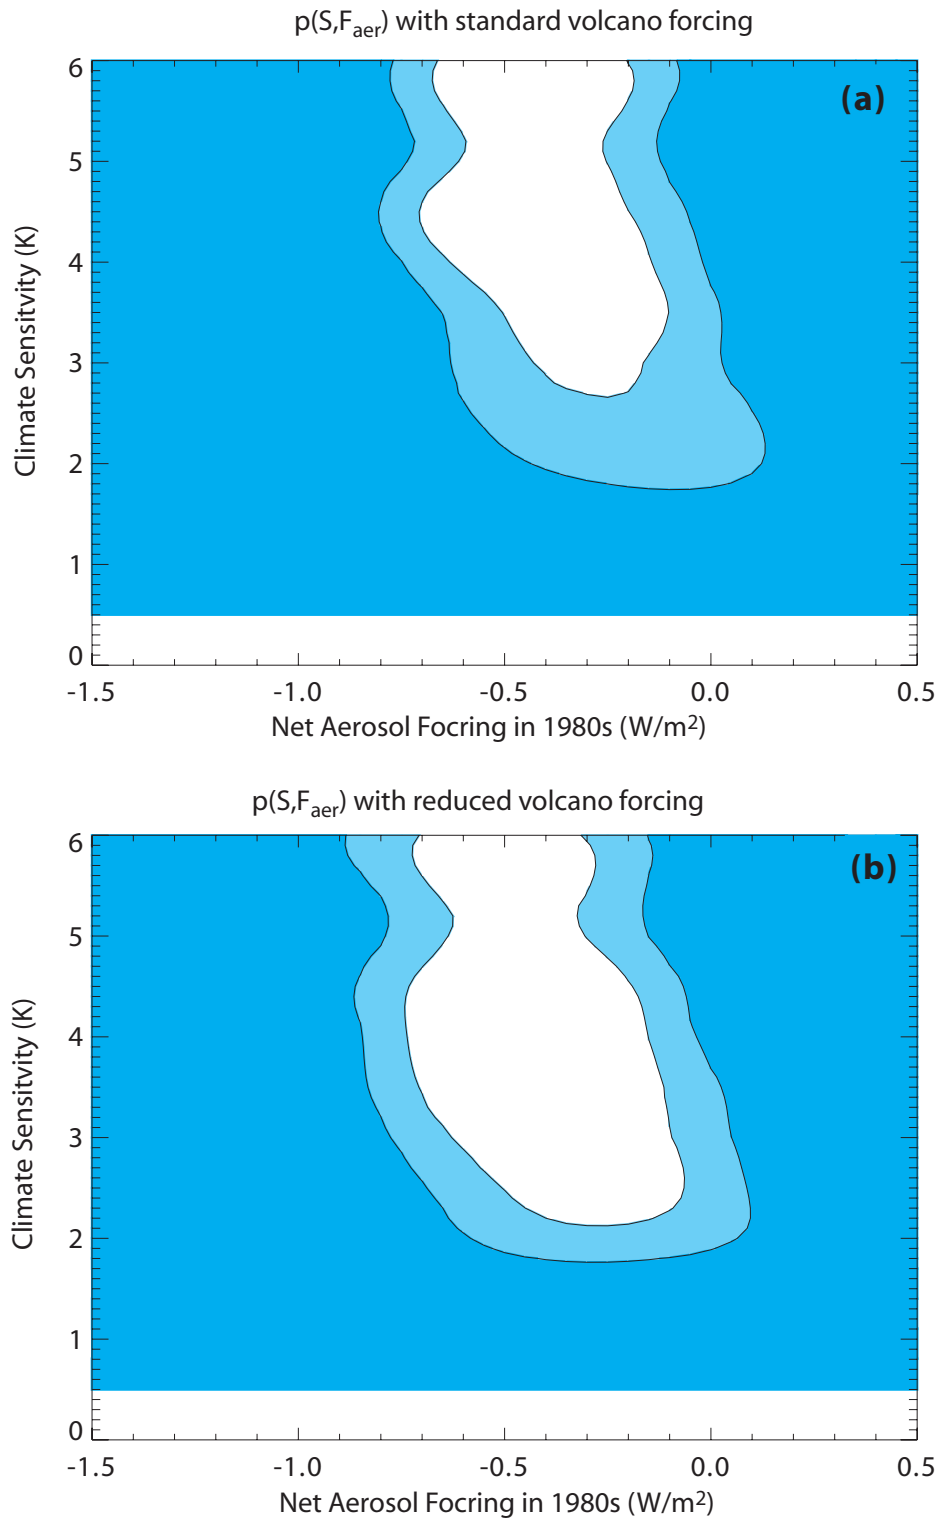 p(S,Faer) with standard volcano forcing
(a)
6
5
4
3
2
1
0
Climate Sensitvity (K)
-1.5 -1.0 -0.5 0.0 0.5
Net Aerosol Focring in 1980s (W/m2)
p(S,Faer) with reduced volcano forcing
(b)
6
5
4
3
2
1
0
Climate Sensitvity (K)
-1.5 -1.0 -0.5 0.0 0.5
Net Aerosol Focring in 1980s (W/m2)